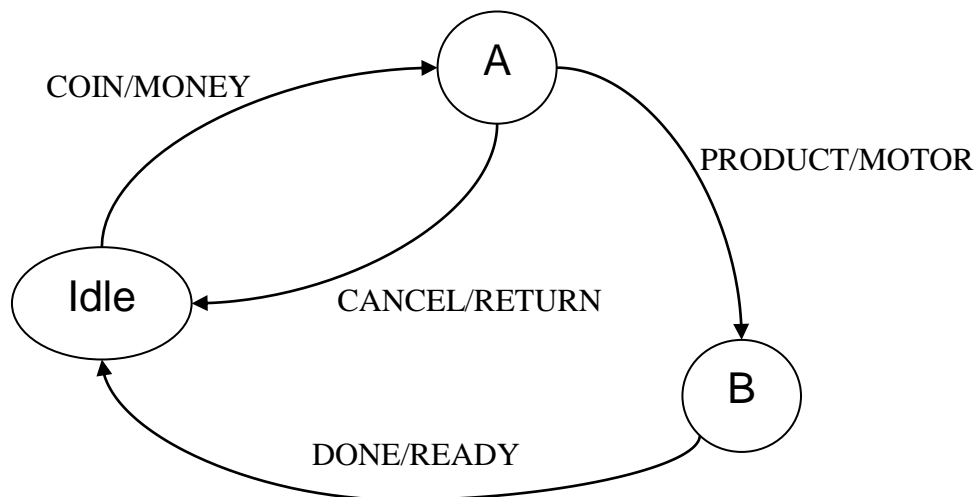 A
COIN/MONEY
PRODUCT/MOTOR
Idle
CANCEL/RETURN
B
DONE/READY